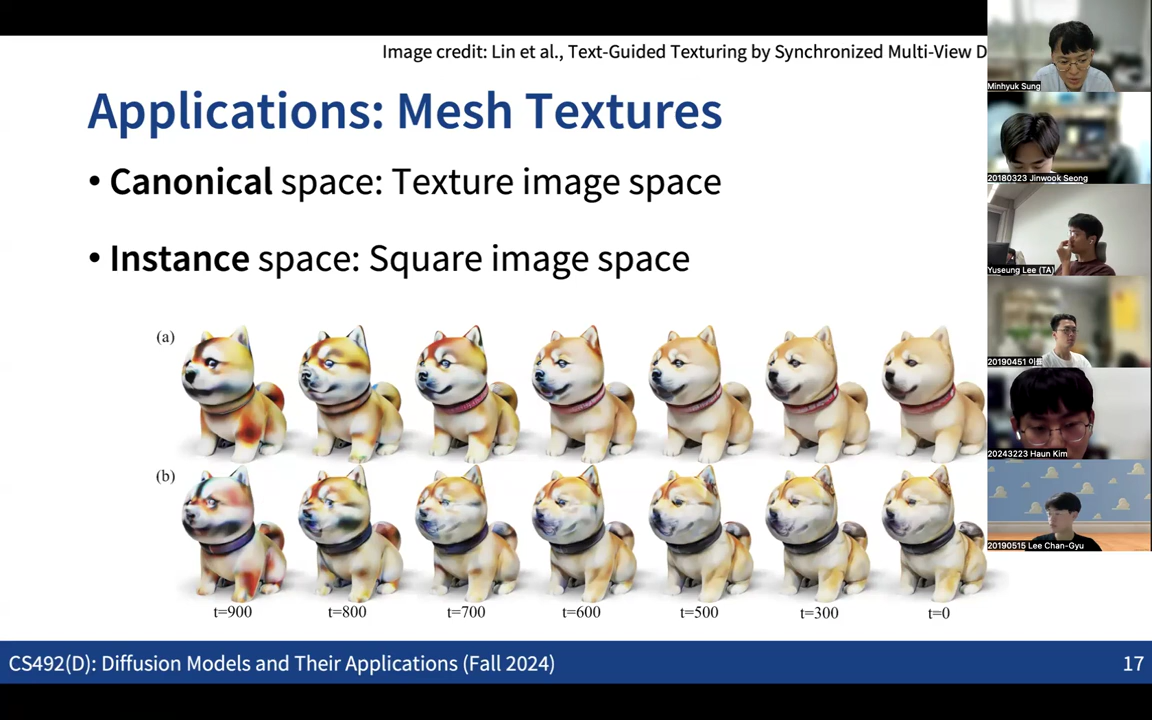 Image credit: Lin et al., Text-Guided Texturing by Synchronized Multi-View D
Applications: Mesh Textures
• Canonical space: Texture image space
• Instance space: Square image space
(a)
(b)
t=900 t=800 t=700 t=600 t=500 t=300 t=0
CS492(D): Diffusion Models and Their Applications (Fall 2024) 17
Minhyuk Sung
20180323 Jinwook Seong
Yuseung Lee (TA)
20190451 이름
20243223 Haun Kim
20190515 Lee Chan-Gyu